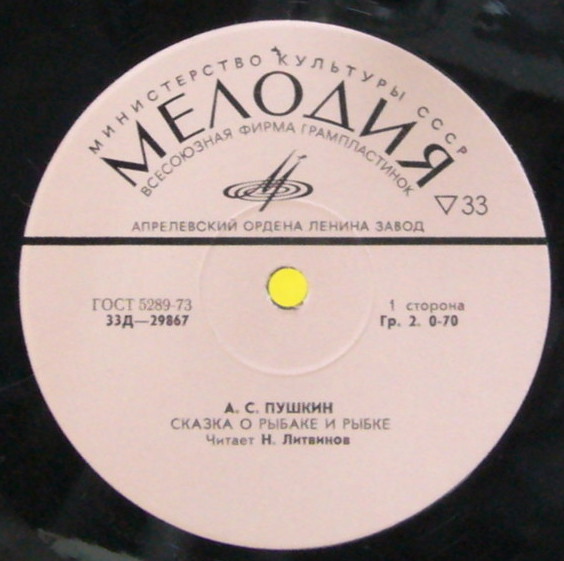 МИНИСТЕРСТВО КУЛЬТУРЫ СССР
МЕЛОДИЯ
ВСЕСОЮЗНАЯ ФИРМА ГРАМПЛАСТИНОК
▽33
АПРЕЛЕВСКИЙ ОРДЕНА ЛЕНИНА ЗАВОД
ГОСТ 5289-73
33Д—29867
1 сторона
Гр. 2. 0-70
А. С. ПУШКИН
СКАЗКА О РЫБАКЕ И РЫБКЕ
Читает Н. Литвинов